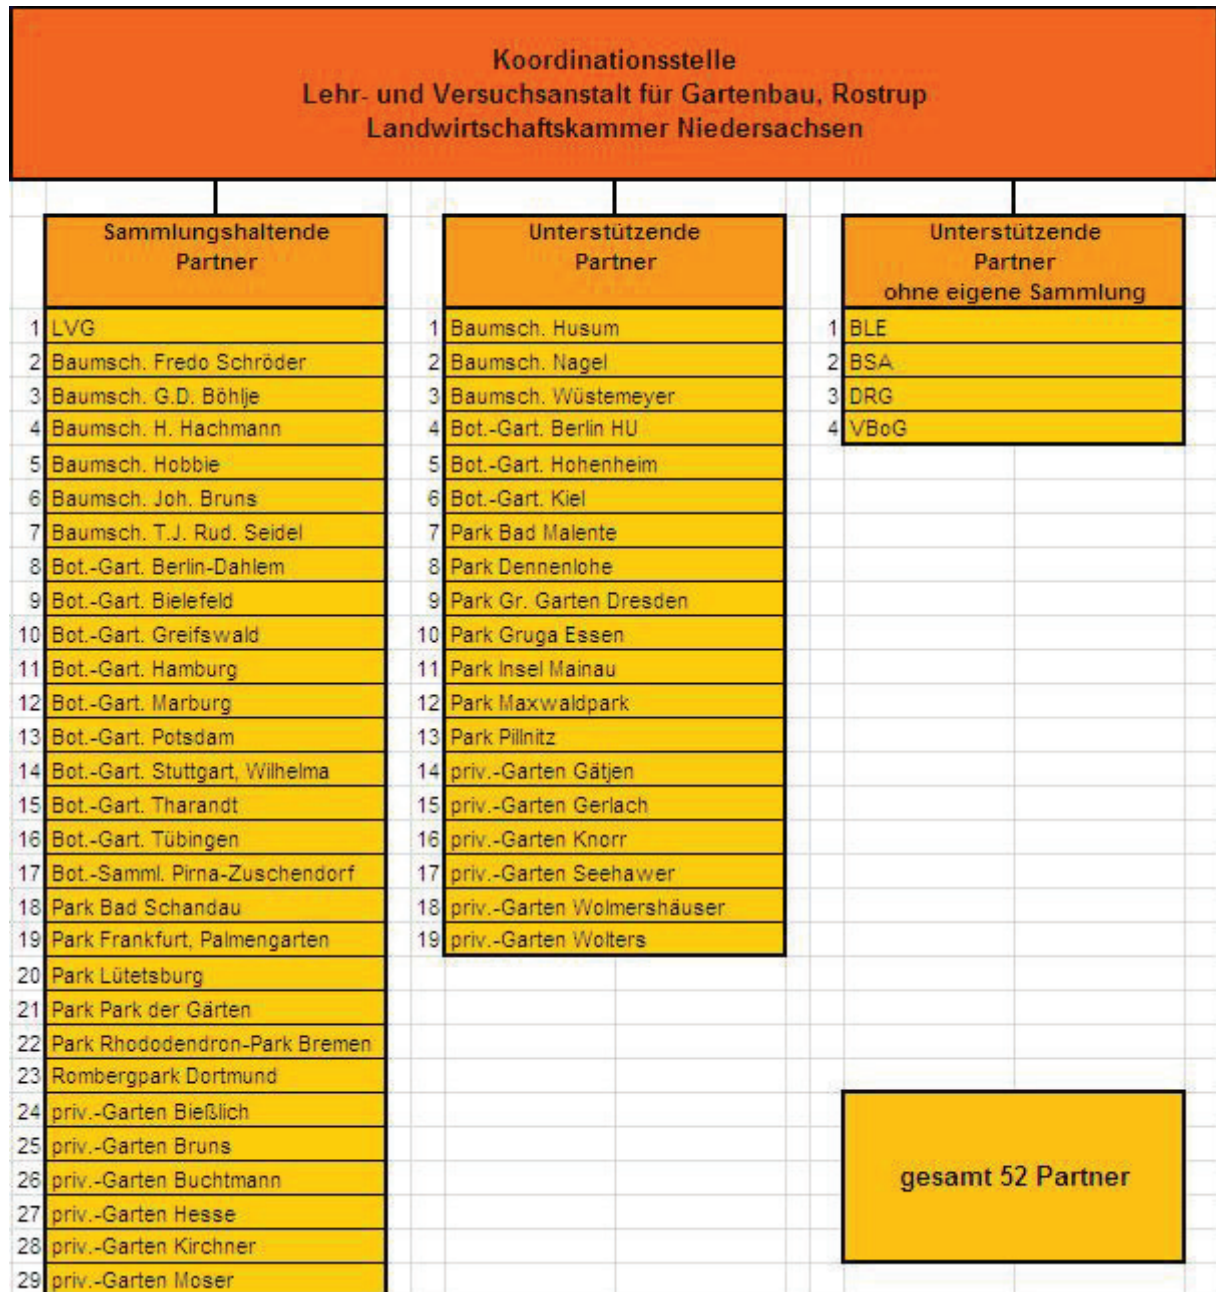 Koordinationsstelle
Lehr- und Versuchsanstalt für Gartenbau, Rostrup
Landwirtschaftskammer Niedersachsen
Sammlungshaltende
Partner
1 LVG
2 Baumsch. Fredo Schröder
3 Baumsch. G.D. Böhlje
4 Baumsch. H. Hachmann
5 Baumsch. Hobbie
6 Baumsch. Joh. Bruns
7 Baumsch. T.J. Rud. Seidel
8 Bot.-Gart. Berlin-Dahlem
9 Bot.-Gart. Bielefeld
10 Bot.-Gart. Greifswald
11 Bot.-Gart. Hamburg
12 Bot.-Gart. Marburg
13 Bot.-Gart. Potsdam
14 Bot.-Gart. Stuttgart, Wilhelma
15 Bot.-Gart. Tharandt
16 Bot.-Gart. Tübingen
17 Bot.-Samml. Pirna-Zuschendorf
18 Park Bad Schandau
19 Park Frankfurt, Palmengarten
20 Park Lütetsburg
21 Park Park der Gärten
22 Park Rhododendron-Park Bremen
23 Rombergpark Dortmund
24 priv.-Garten Bießlich
25 priv.-Garten Bruns
26 priv.-Garten Buchtmann
27 priv.-Garten Hesse
28 priv.-Garten Kirchner
29 priv.-Garten Moser
Unterstützende
Partner
1 Baumsch. Husum
2 Baumsch. Nagel
3 Baumsch. Wüstemeyer
4 Bot.-Gart. Berlin HU
5 Bot.-Gart. Hohenheim
6 Bot.-Gart. Kiel
7 Park Bad Malente
8 Park Dennenlohe
9 Park Gr. Garten Dresden
10 Park Gruga Essen
11 Park Insel Mainau
12 Park Maxwaldpark
13 Park Pillnitz
14 priv.-Garten Gätjen
15 priv.-Garten Gerlach
16 priv.-Garten Knorr
17 priv.-Garten Seehawer
18 priv.-Garten Wolmershäuser
19 priv.-Garten Wolters
Unterstützende
Partner
ohne eigene Sammlung
1 BLE
2 BSA
3 DRG
4 VBoG
gesamt 52 Partner